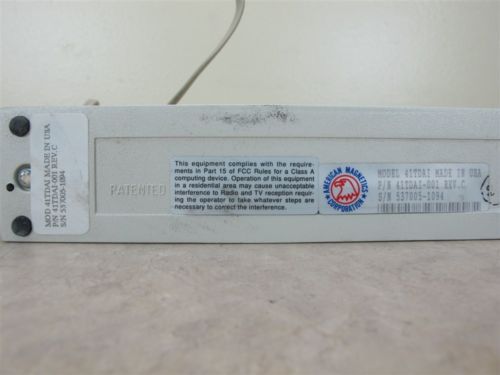 MOD 41TDAI MADE IN USA
P/N 41TDAI-001 REV.C
S/N 537005-1094
PATENTED
This equipment complies with the require-
ments in Part 15 of FCC Rules for a Class A
computing device. Operation of this equipment
in a residential area may cause unacceptable
interference to Radio and TV reception requiring
the operator to take whatever steps are
necessary to correct the interference.
AMERICAN MAGNETICS
CORPORATION
MODEL 41TDAI MADE IN USA
P/N 41TDAI-001 REV.C
S/N 537005-1094